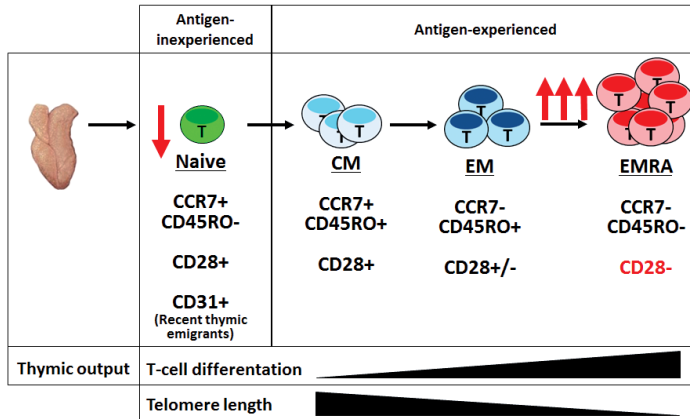 Antigen-
inexperienced
Antigen-experienced
T
T
T
T
T
T
T
T
T
T
T
T
Naive
CM
EM
EMRA
CCR7+
CD45RO-
CCR7+
CD45RO+
CCR7-
CD45RO+
CCR7-
CD45RO-
CD28+
CD28+
CD28+/-
CD28-
CD31+
(Recent thymic
emigrants)
Thymic output
T-cell differentation
Telomere length